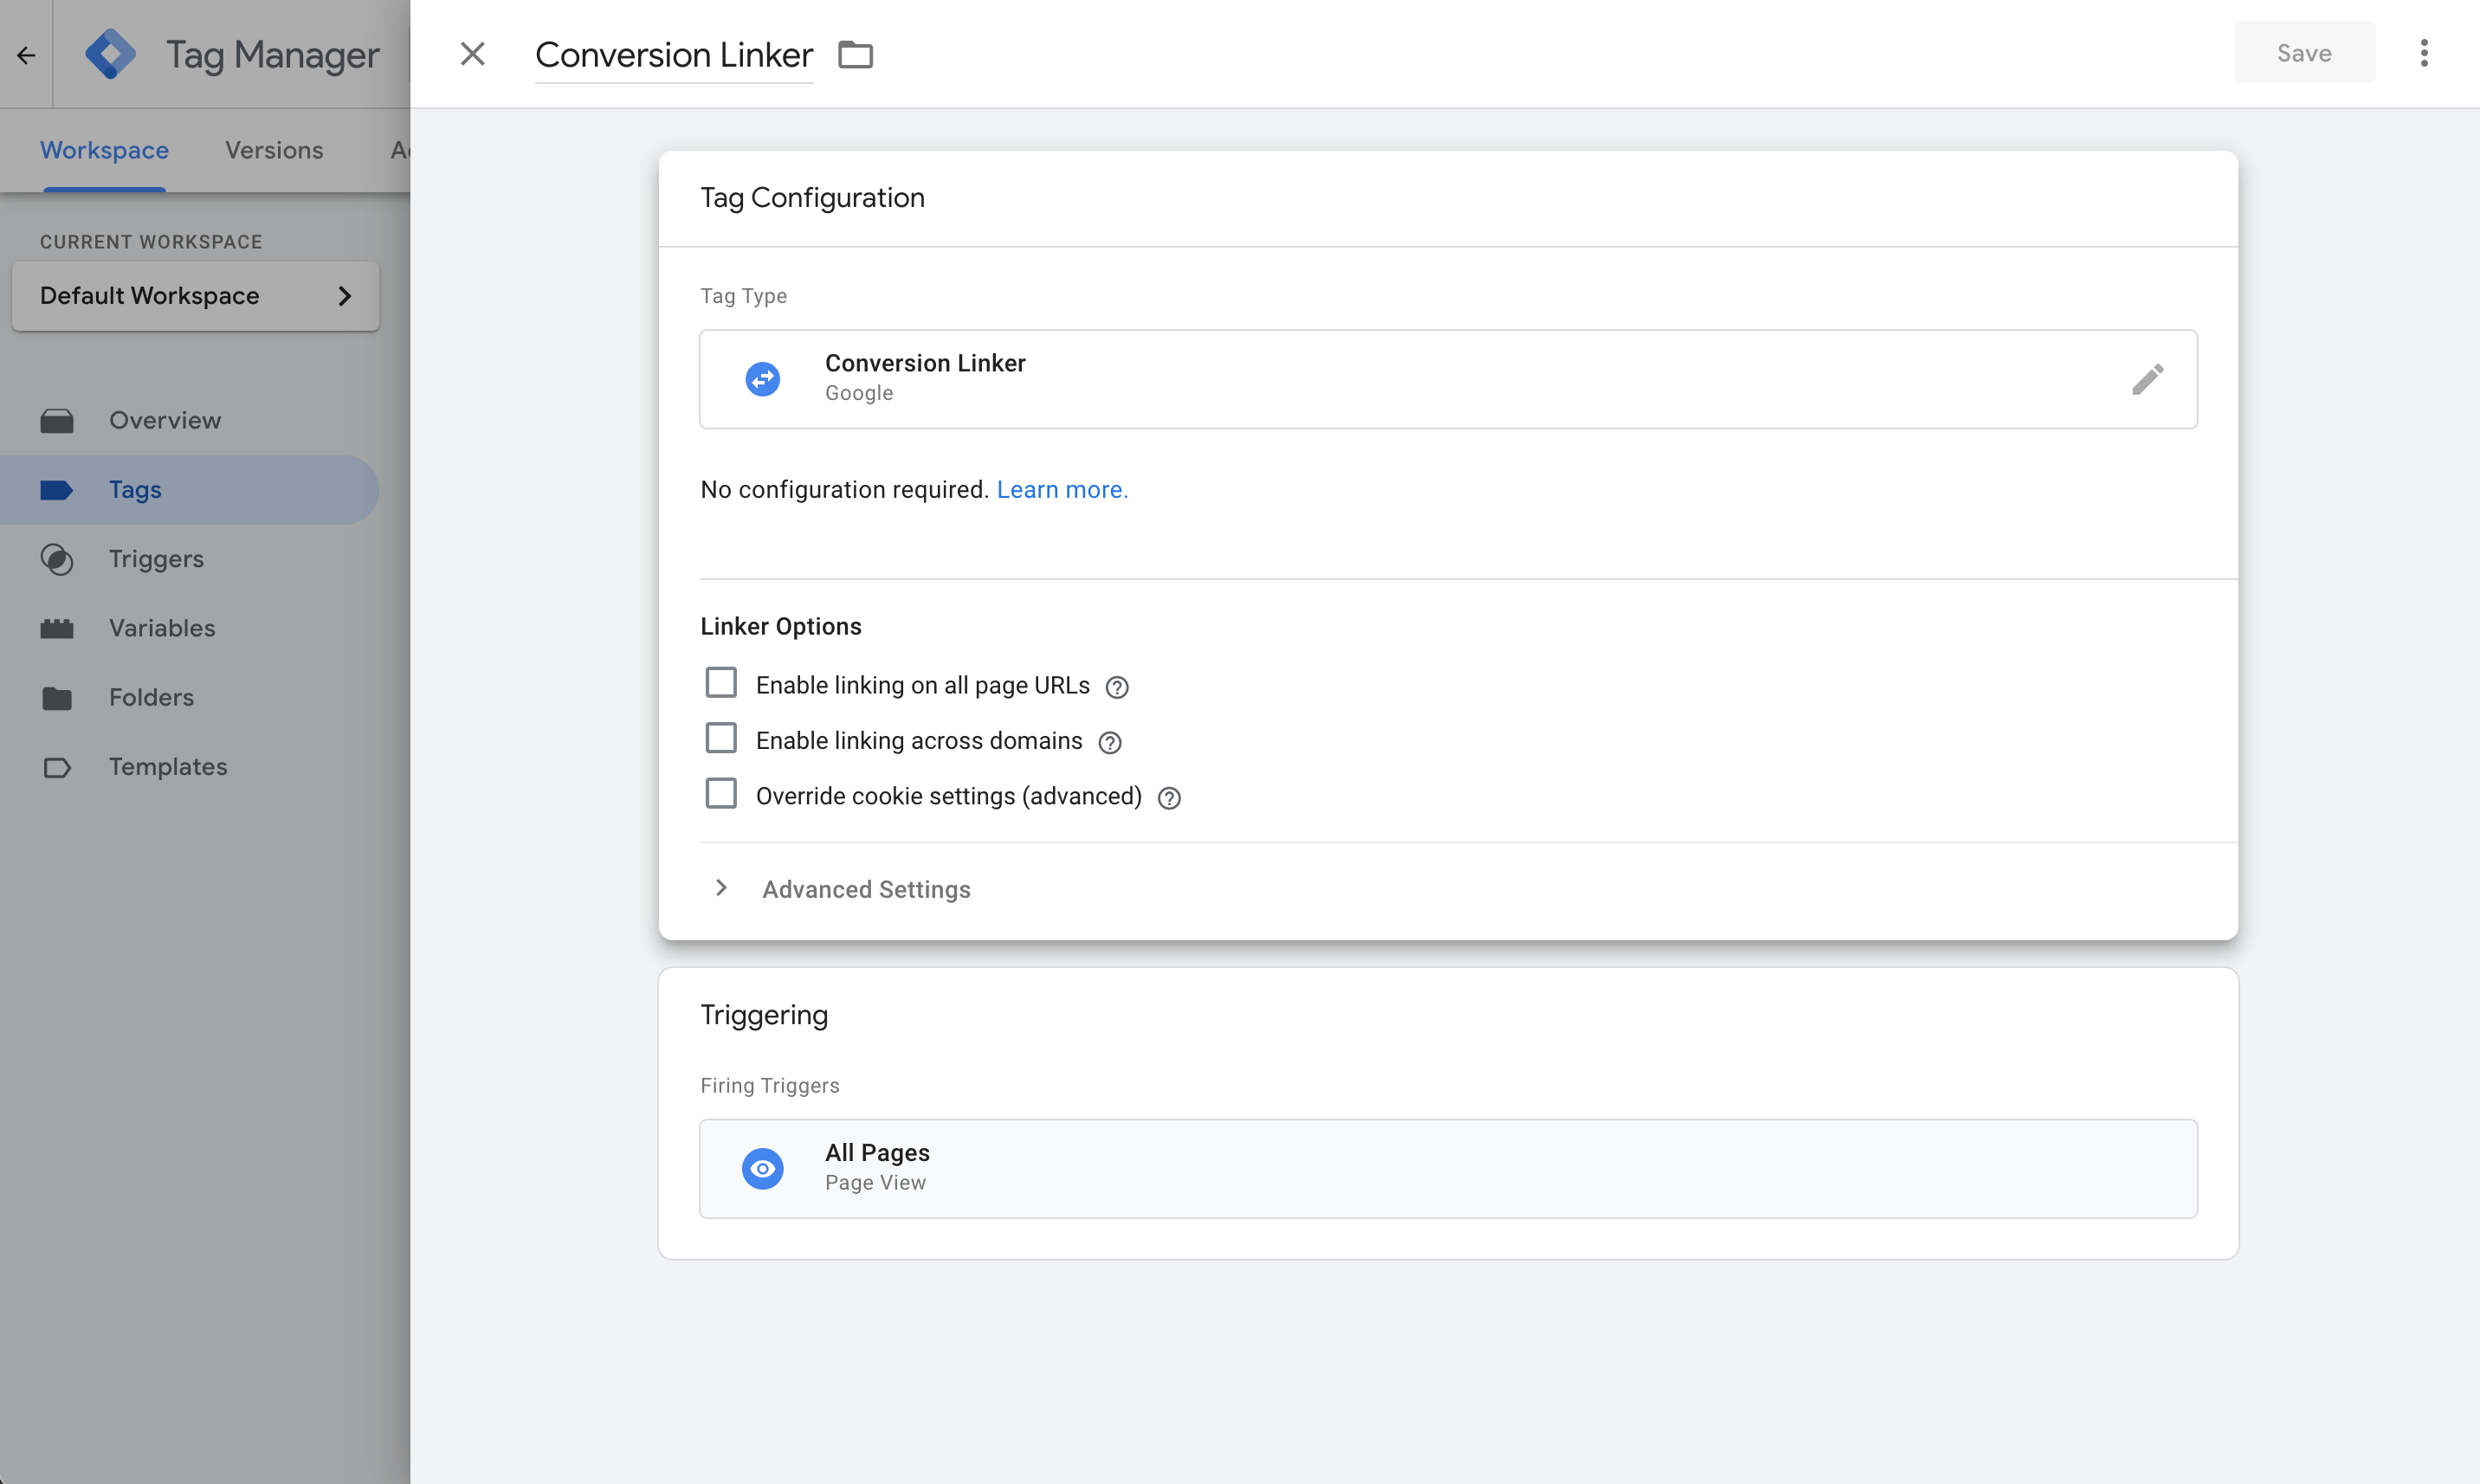 Tag Manager
Conversion Linker
Save
Workspace
Versions
CURRENT WORKSPACE
Default Workspace
Overview
Tags
Triggers
Variables
Folders
Templates
Tag Configuration
Tag Type
Conversion Linker
Google
No configuration required. Learn more.
Linker Options
Enable linking on all page URLs
Enable linking across domains
Override cookie settings (advanced)
Advanced Settings
Triggering
Firing Triggers
All Pages
Page View